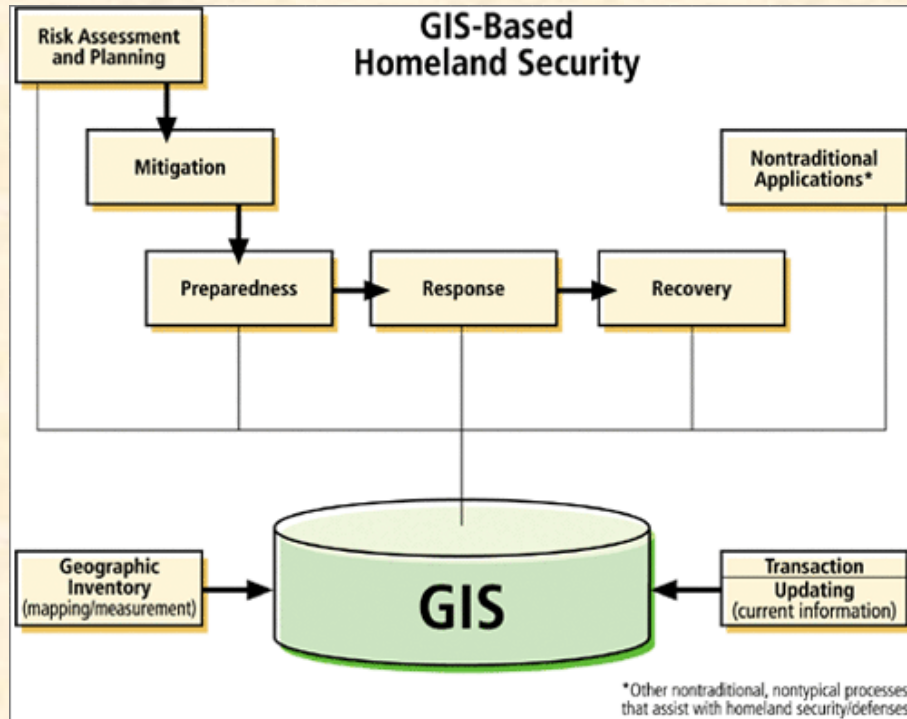 GIS-Based
Homeland Security
Risk Assessment
and Planning
Mitigation
Nontraditional
Applications*
Preparedness
Response
Recovery
Geographic
Inventory
(mapping/measurement)
GIS
Transaction
Updating
(current information)
*Other nontraditional, nontypical processes
that assist with homeland security/defenses